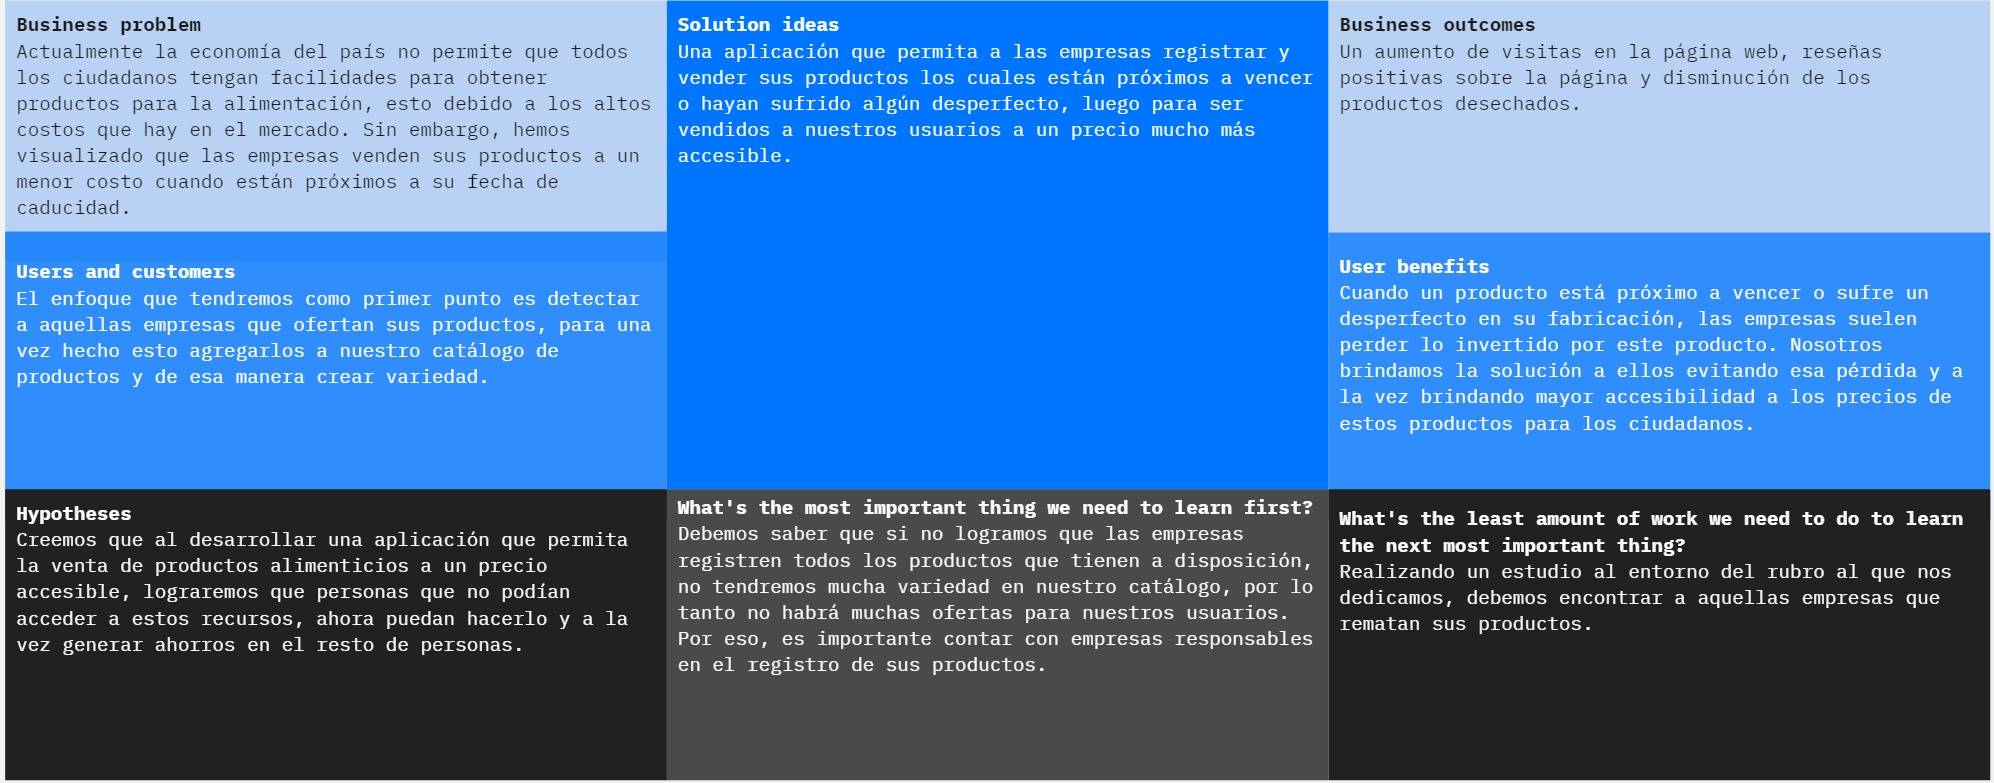 Business problem
Actualmente la economía del país no permite que todos
los ciudadanos tengan facilidades para obtener
productos para la alimentación, esto debido a los altos
costos que hay en el mercado. Sin embargo, hemos
visualizado que las empresas venden sus productos a un
menor costo cuando están próximos a su fecha de
caducidad.
Solution ideas
Una aplicación que permita a las empresas registrar y
vender sus productos los cuales están próximos a vencer
o hayan sufrido algún desperfecto, luego para ser
vendidos a nuestros usuarios a un precio mucho más
accesible.
Business outcomes
Un aumento de visitas en la página web, reseñas
positivas sobre la página y disminución de los
productos desechados.
Users and customers
El enfoque que tendremos como primer punto es detectar
a aquellas empresas que ofertan sus productos, para una
vez hecho esto agregarlos a nuestro catálogo de
productos y de esa manera crear variedad.
User benefits
Cuando un producto está próximo a vencer o sufre un
desperfecto en su fabricación, las empresas suelen
perder lo invertido por este producto. Nosotros
brindamos la solución a ellos evitando esa pérdida y a
la vez brindando mayor accesibilidad a los precios de
estos productos para los ciudadanos.
Hypotheses
Creemos que al desarrollar una aplicación que permita
la venta de productos alimenticios a un precio
accesible, lograremos que personas que no podían
acceder a estos recursos, ahora puedan hacerlo y a la
vez generar ahorros en el resto de personas.
What's the most important thing we need to learn first?
Debemos saber que si no logramos que las empresas
registren todos los productos que tienen a disposición,
no tendremos mucha variedad en nuestro catálogo, por lo
tanto no habrá muchas ofertas para nuestros usuarios.
Por eso, es importante contar con empresas responsables
en el registro de sus productos.
What's the least amount of work we need to do to learn
the next most important thing?
Realizando un estudio al entorno del rubro al que nos
dedicamos, debemos encontrar a aquellas empresas que
rematan sus productos.